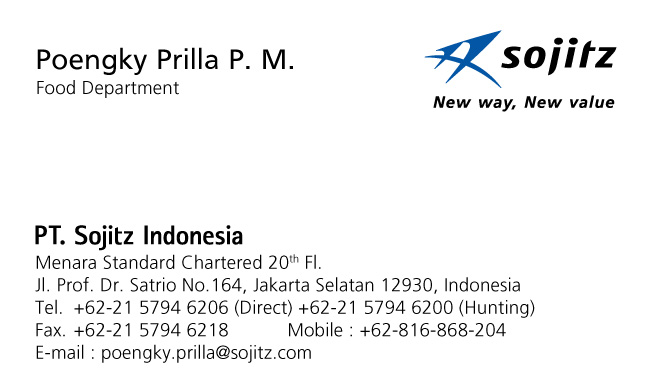 Poengky Prilla P. M.
Food Department
sojitz
New way, New value
PT. Sojitz Indonesia
Menara Standard Chartered 20th Fl.
Jl. Prof. Dr. Satrio No.164, Jakarta Selatan 12930, Indonesia
Tel. +62-21 5794 6206 (Direct) +62-21 5794 6200 (Hunting)
Fax. +62-21 5794 6218 Mobile : +62-816-868-204
E-mail : poengky.prilla@sojitz.com